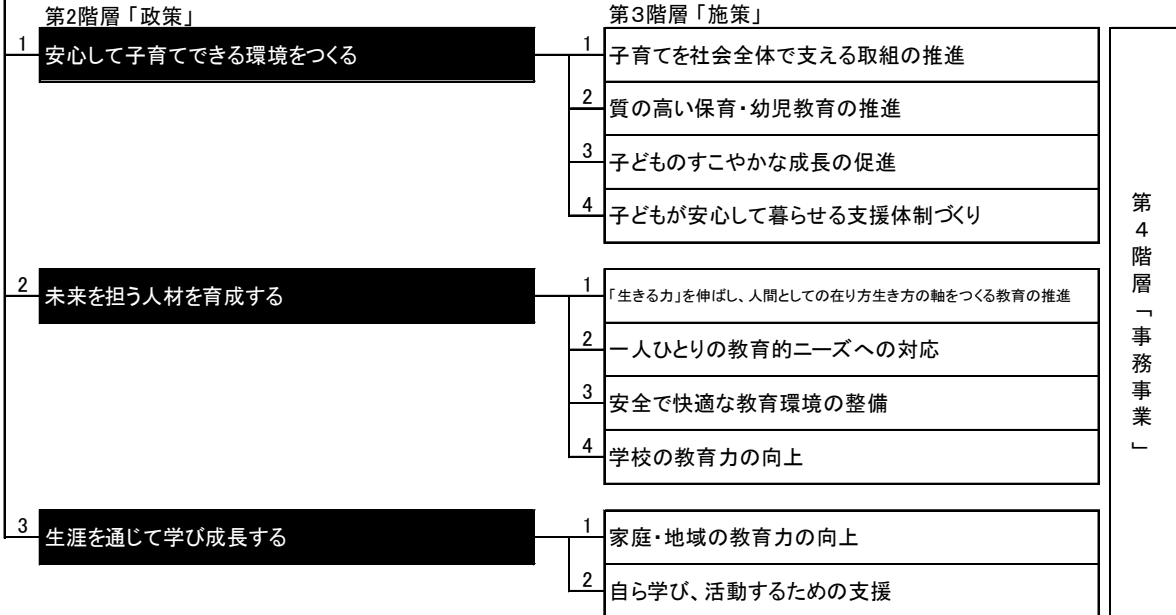 第2階層「政策」
第3階層「施策」
1 安心して子育てできる環境をつくる
1 子育てを社会全体で支える取組の推進
2 質の高い保育・幼児教育の推進
3 子どものすこやかな成長の促進
4 子どもが安心して暮らせる支援体制づくり
2 未来を担う人材を育成する
1 「生きる力」を伸ばし、人間としての在り方生き方の軸をつくる教育の推進
2 一人ひとりの教育的ニーズへの対応
3 安全で快適な教育環境の整備
4 学校の教育力の向上
3 生涯を通じて学び成長する
1 家庭・地域の教育力の向上
2 自ら学び、活動するための支援
第4階層「事務事業」